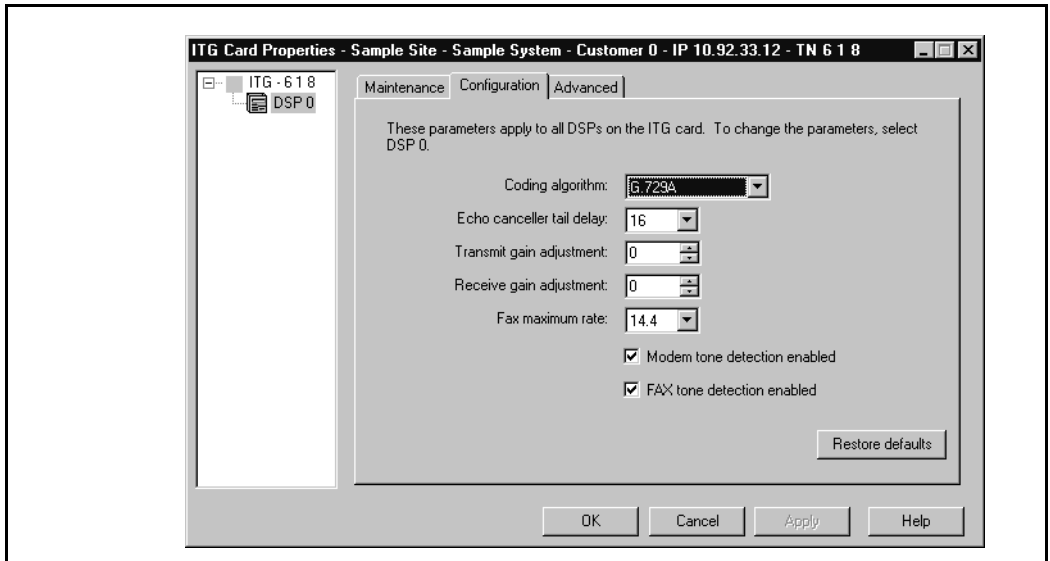 ITG Card Properties - Sample Site - Sample System - Customer 0 - IP 10.92.33.12 - TN 6 1 8
ITG - 6 1 8
DSP 0
Maintenance Configuration Advanced
These parameters apply to all DSPs on the ITG card. To change the parameters, select
DSP 0.
Coding algorithm: G.729A
Echo canceller tail delay: 16
Transmit gain adjustment: 0
Receive gain adjustment: 0
Fax maximum rate: 14.4
Modem tone detection enabled
FAX tone detection enabled
Restore defaults
OK Cancel Apply Help